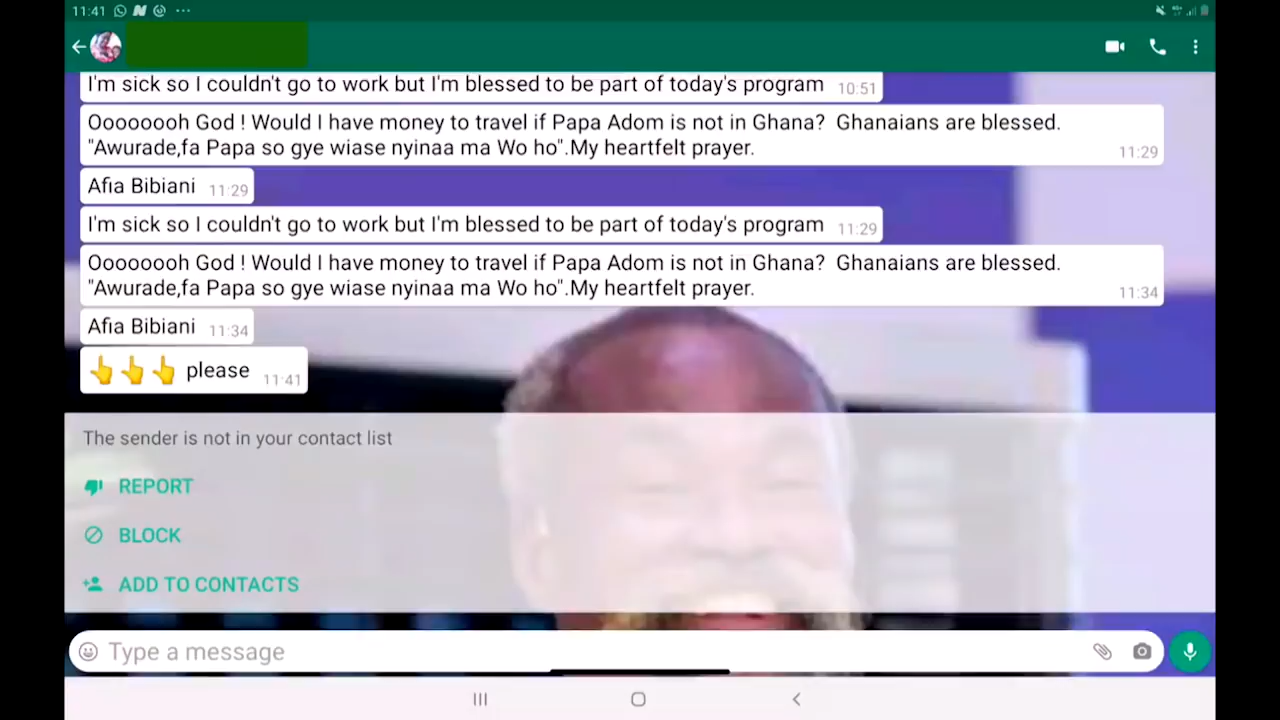 11:41
I'm sick so I couldn't go to work but I'm blessed to be part of today's program 10:51
Oooooooh God ! Would I have money to travel if Papa Adom is not in Ghana?  Ghanaians are blessed.
"Awurade,fa Papa so gye wiase nyinaa ma Wo ho".My heartfelt prayer. 11:29
Afia Bibiani 11:29
I'm sick so I couldn't go to work but I'm blessed to be part of today's program 11:29
Oooooooh God ! Would I have money to travel if Papa Adom is not in Ghana?  Ghanaians are blessed.
"Awurade,fa Papa so gye wiase nyinaa ma Wo ho".My heartfelt prayer. 11:34
Afia Bibiani 11:34
👆👆👆 please 11:41
The sender is not in your contact list
REPORT
BLOCK
ADD TO CONTACTS
Type a message